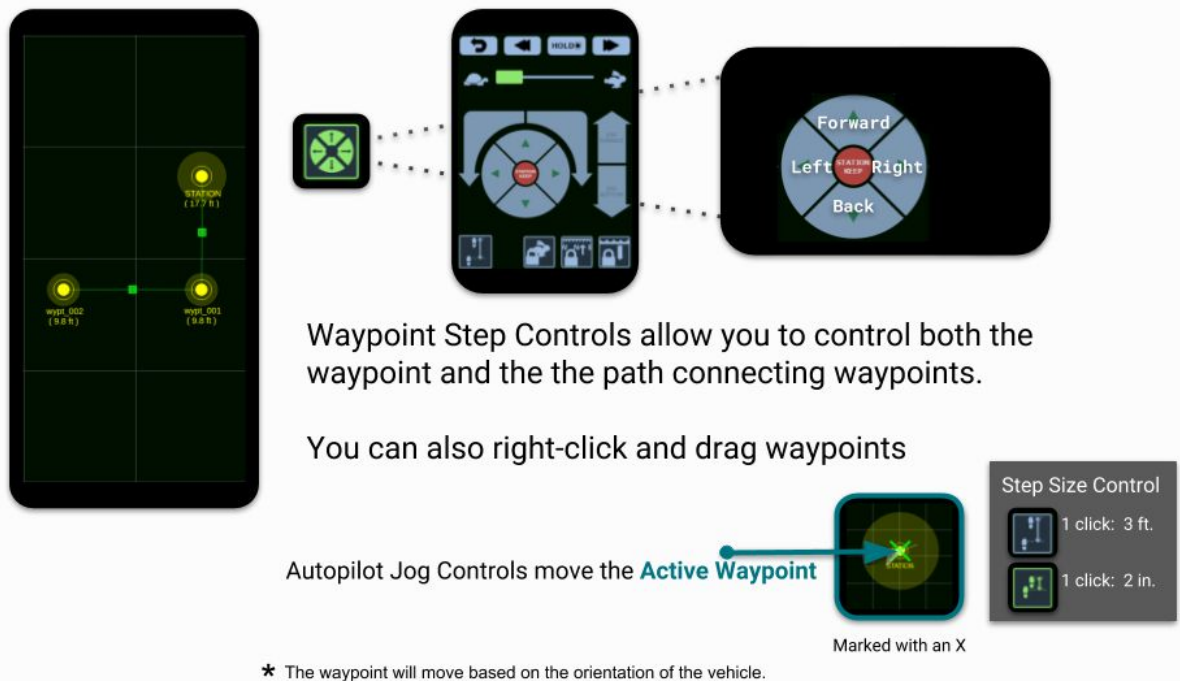 HOLD
STATION
( 17.7 ft )
wypt_002
( 9.8 ft )
wypt_001
( 9.8 ft )
STATION
KEEP
Forward
Left
STATION
KEEP
Right
Back
Waypoint Step Controls allow you to control both the
waypoint and the the path connecting waypoints.
You can also right-click and drag waypoints
Step Size Control
1 click: 3 ft.
1 click: 2 in.
Autopilot Jog Controls move the Active Waypoint
STATION
Marked with an X
* The waypoint will move based on the orientation of the vehicle.